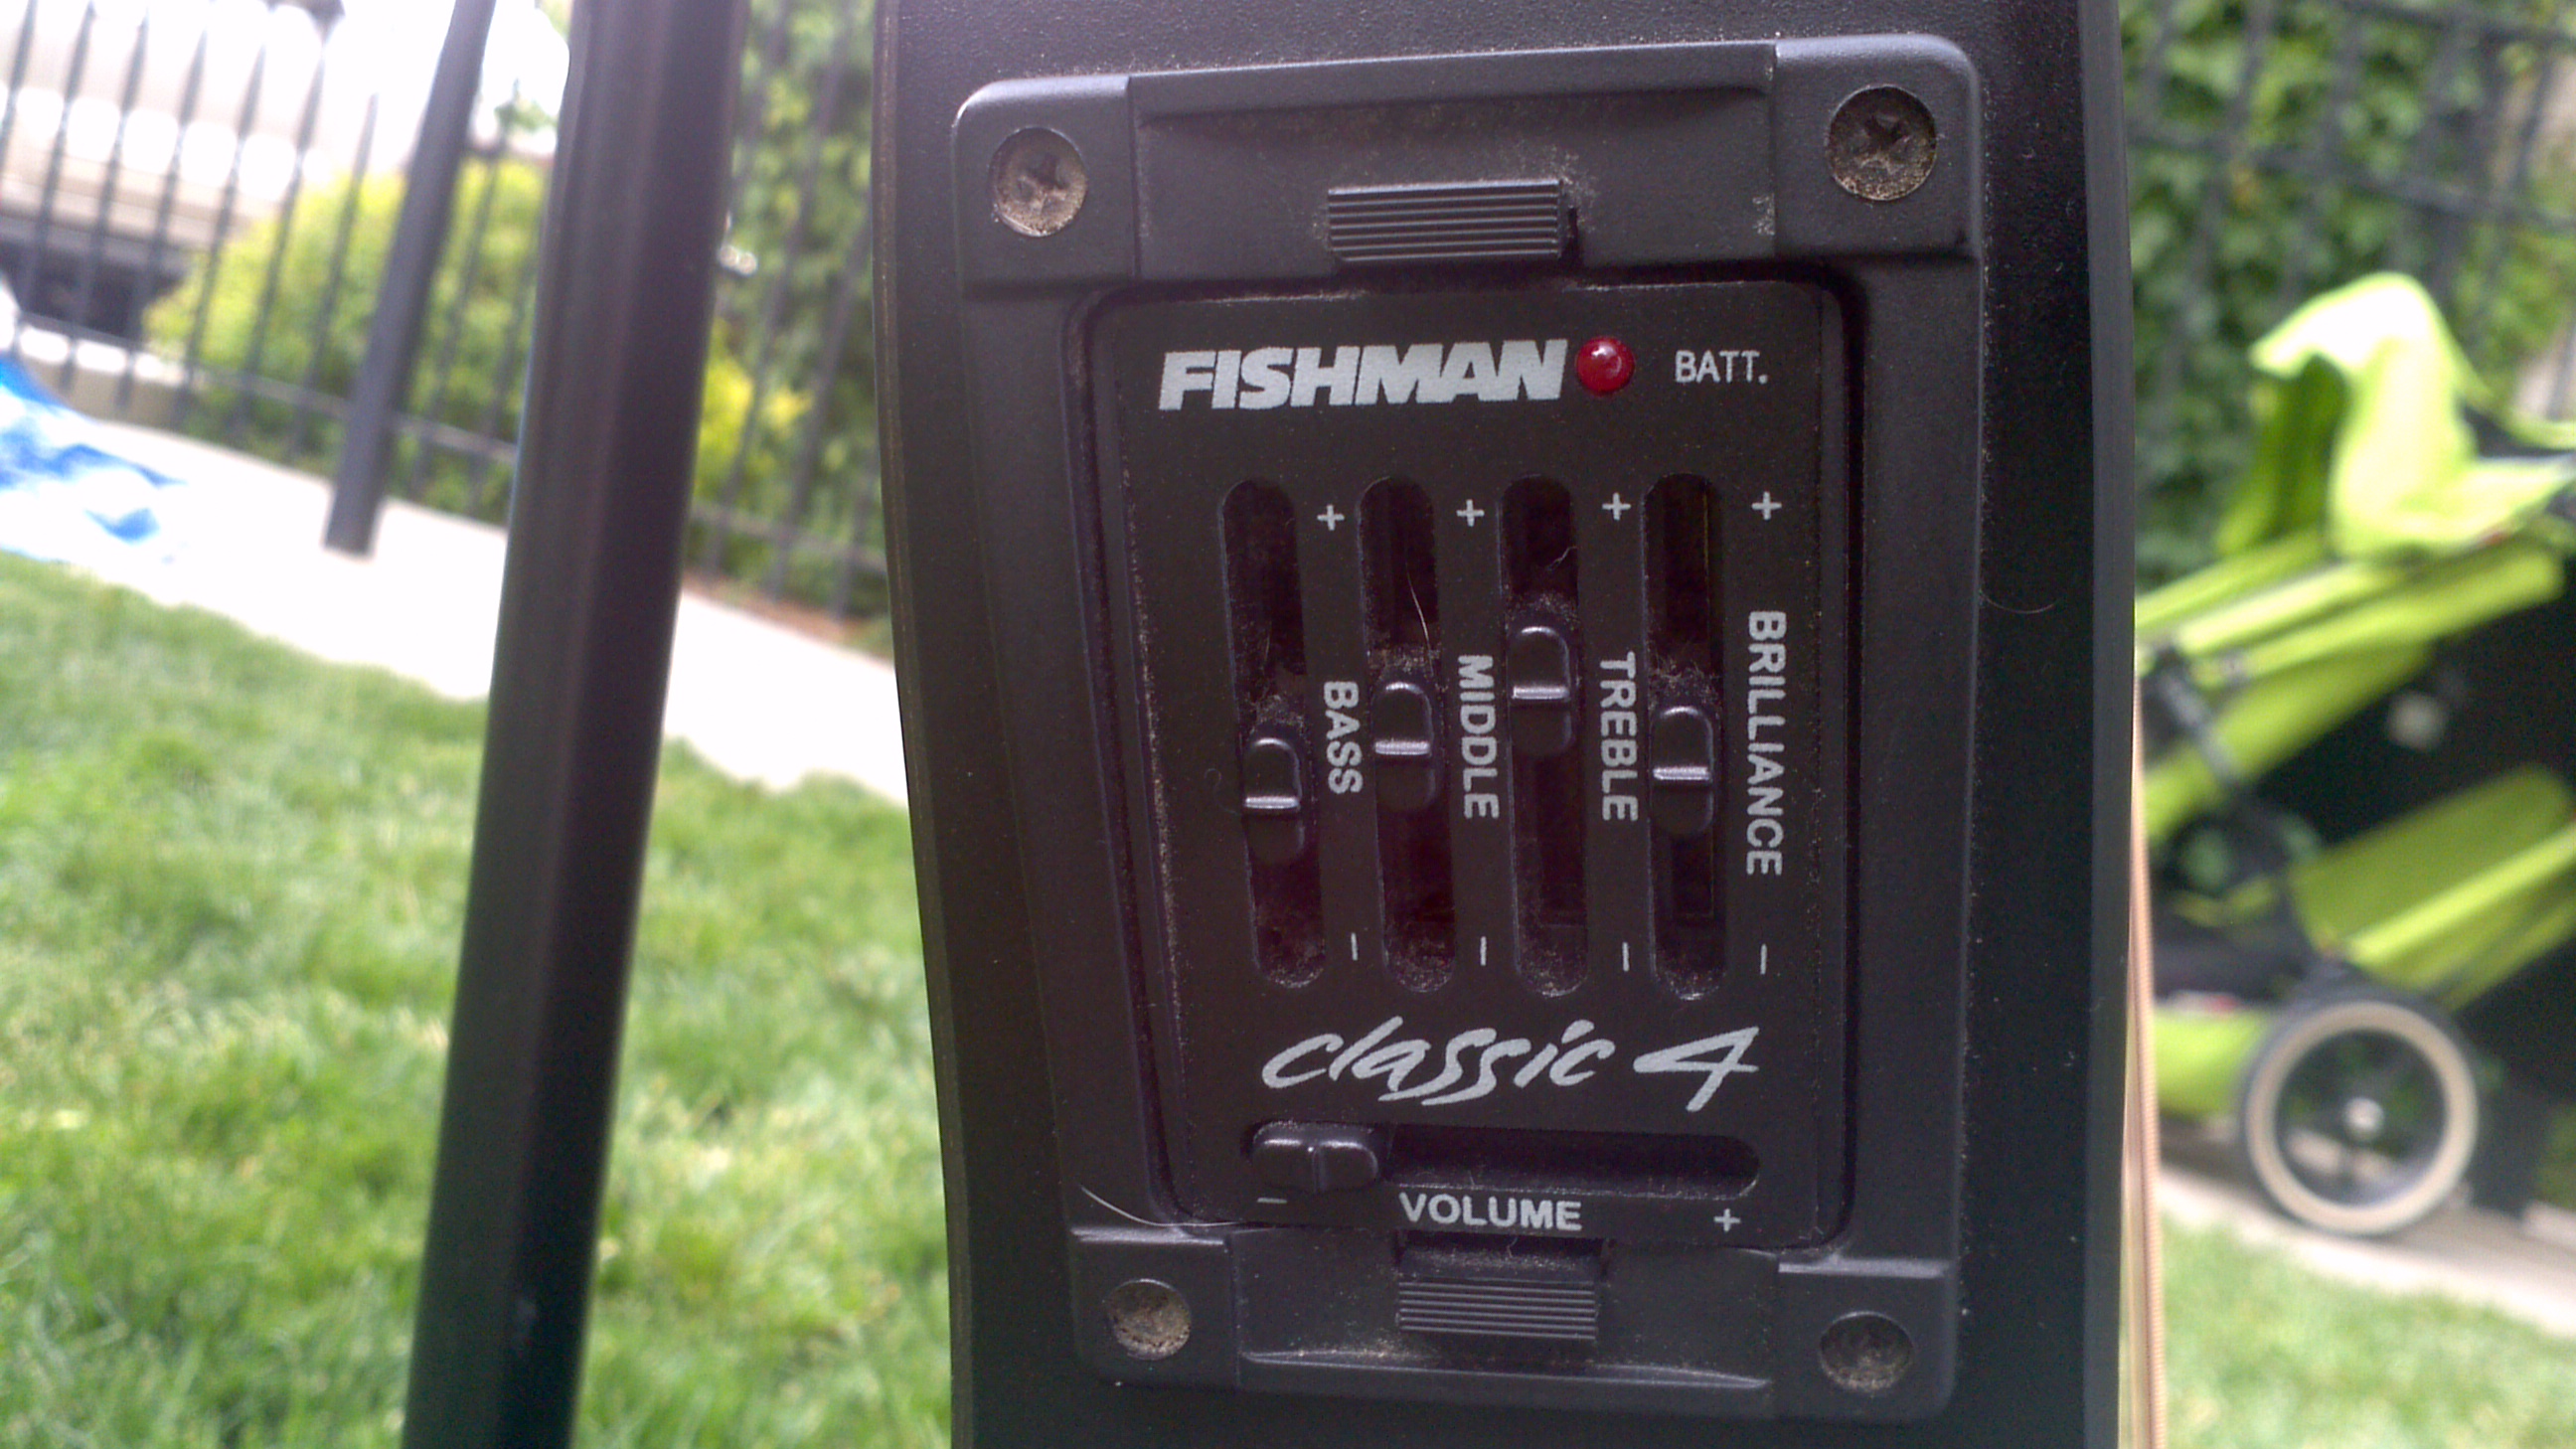 FISHMAN BATT.
+ + + +
BASS MIDDLE TREBLE BRILLIANCE
- - - -
classic 4
- VOLUME +